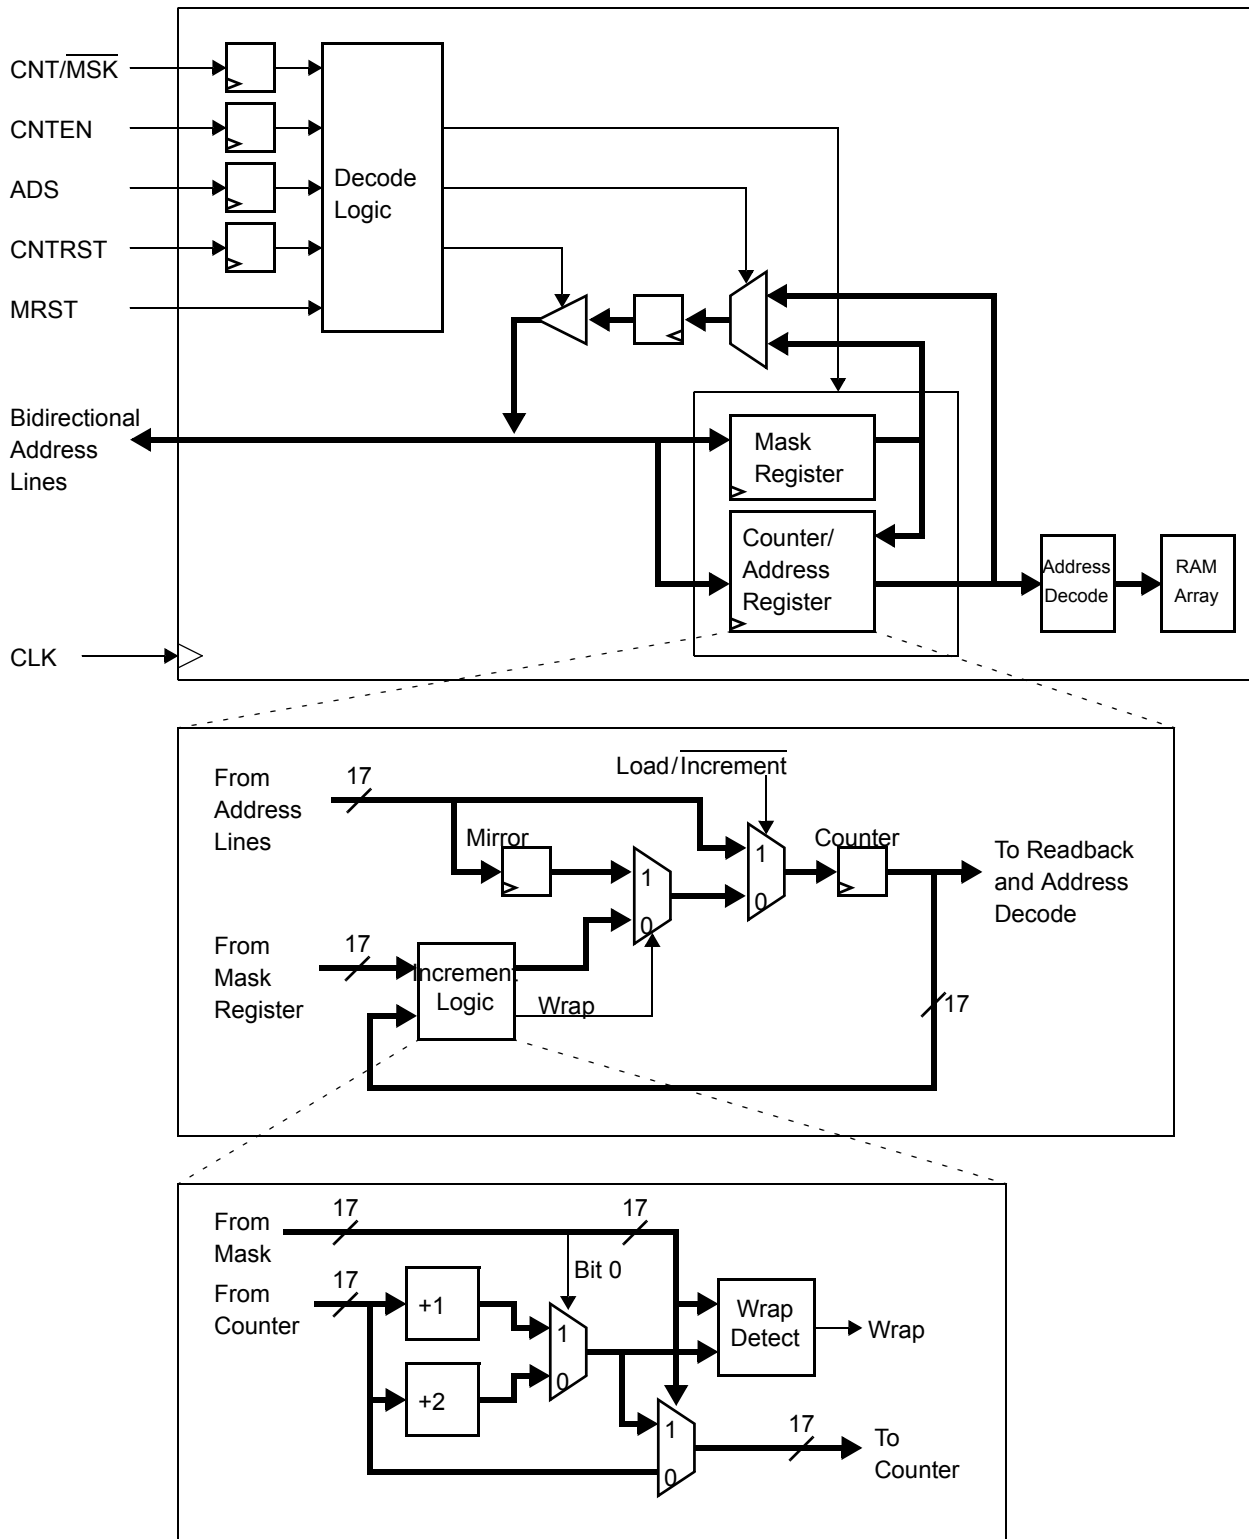 CNT/MSK
CNTEN
ADS
CNTRST
MRST
Decode
Logic
Bidirectional
Address
Lines
Mask
Register
Counter/
Address
Register
Address
Decode
RAM
Array
CLK
From
Address
Lines
17
Load/Increment
Mirror
Counter
1
0
1
0
To Readback
and Address
Decode
From
Mask
Register
17
Increment
Logic
Wrap
17
From
Mask
17
17
Bit 0
From
Counter
17
+1
+2
1
0
Wrap
Detect
Wrap
1
0
17
To
Counter